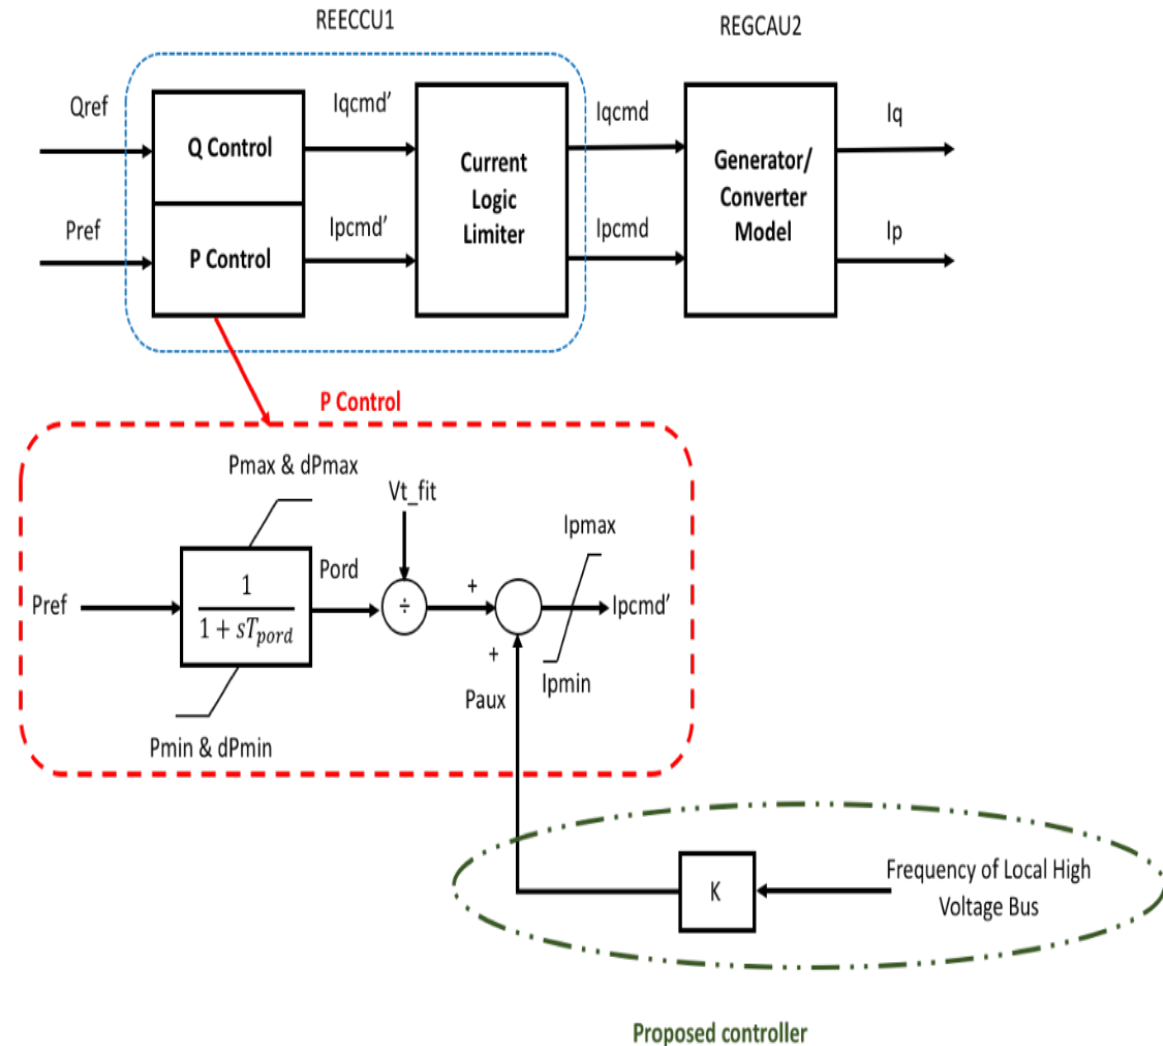 REECCU1
REGCAU2
Qref
Iqcmd'
Iqcmd
Iq
Q Control
Current
Logic
Limiter
Generator/
Converter
Model
Pref
Ipcmd'
Ipcmd
Ip
P Control
P Control
Pmax & dPmax
Vt_fit
Ipmax
Pref
1
1 + sT_pord
Pord
÷
+
Ipcmd'
+
Ipmin
Paux
Pmin & dPmin
K
Frequency of Local High
Voltage Bus
Proposed controller